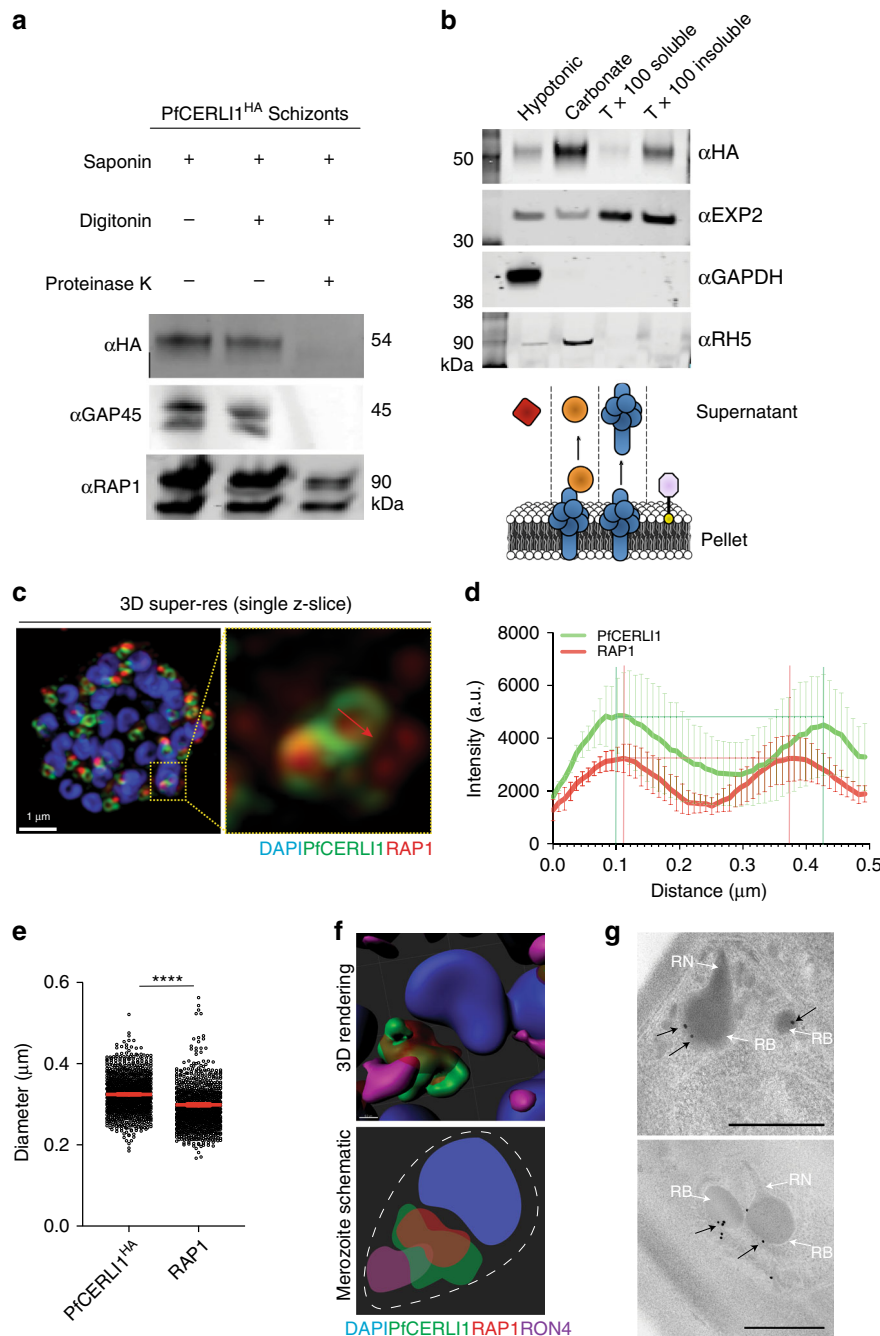 a
PfCERLI1HA Schizonts
Saponin + + +
Digitonin – + +
Proteinase K – – +
αHA 54
αGAP45 45
αRAP1 90
kDa
b
Hypotonic
Carbonate
T × 100 soluble
T × 100 insoluble
50 αHA
αEXP2
30
αGAPDH
38
90 αRH5
kDa
Supernatant
Pellet
c
3D super-res (single z-slice)
1 μm
DAPIPfCERLI1RAP1
d
PfCERLI1
RAP1
8000
6000
4000
2000
0
Intensity (a.u.)
0.0 0.1 0.2 0.3 0.4 0.5
Distance (μm)
e
****
0.6
0.4
0.2
0.0
Diameter (μm)
PfCERLI1HA
RAP1
f
3D rendering
Merozoite schematic
DAPIPfCERLI1RAP1RON4
g
RN
RB
RB
RB
RN
RB